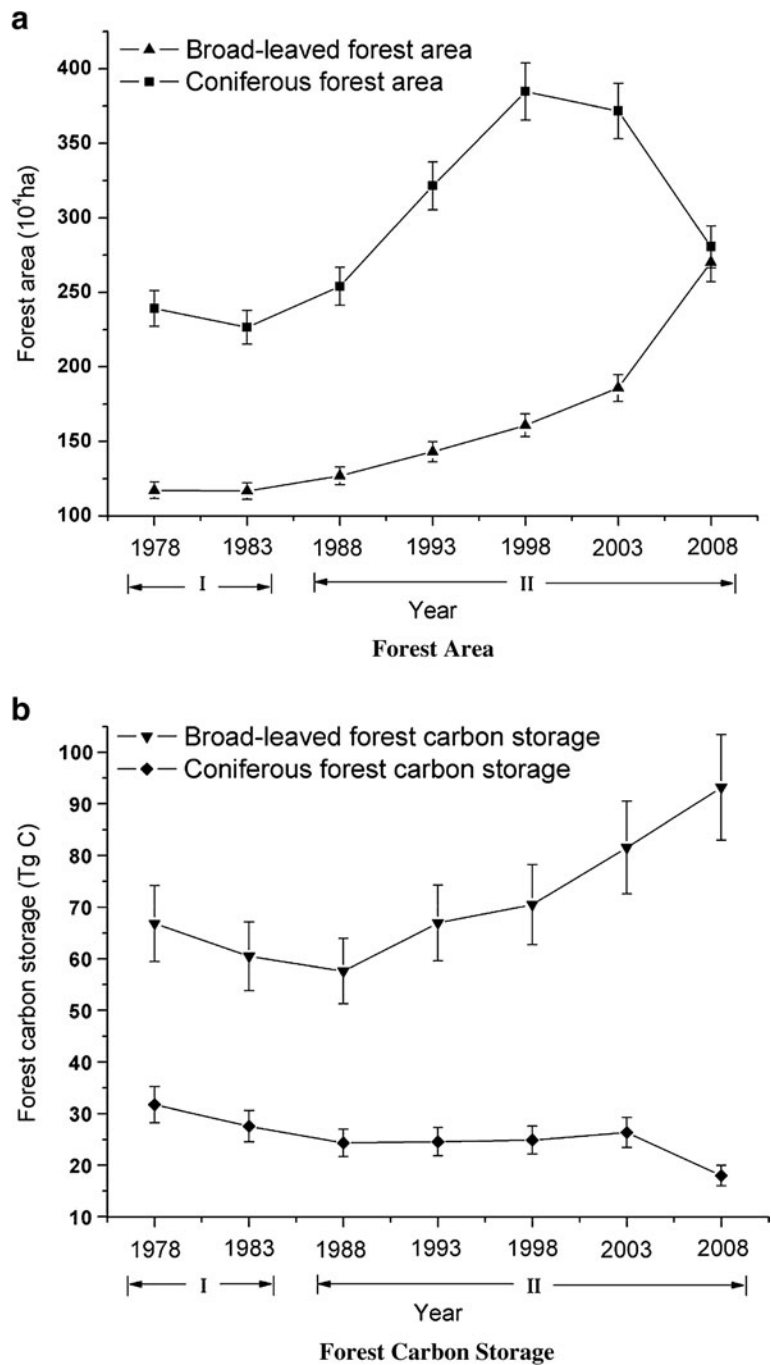 a
Broad-leaved forest area
Coniferous forest area
Forest area (10⁴ha)
400
350
300
250
200
150
100
1978 1983 1988 1993 1998 2003 2008
I II
Year
Forest Area
b
Broad-leaved forest carbon storage
Coniferous forest carbon storage
Forest carbon storage (Tg C)
100
90
80
70
60
50
40
30
20
10
1978 1983 1988 1993 1998 2003 2008
I II
Year
Forest Carbon Storage